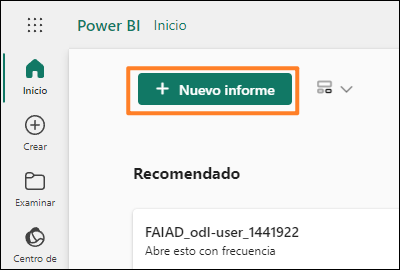 Power BI Inicio
Inicio
Crear
Examinar
Centro de
+ Nuevo informe
Recomendado
FAIAD_odl-user_1441922
Abre esto con frecuencia